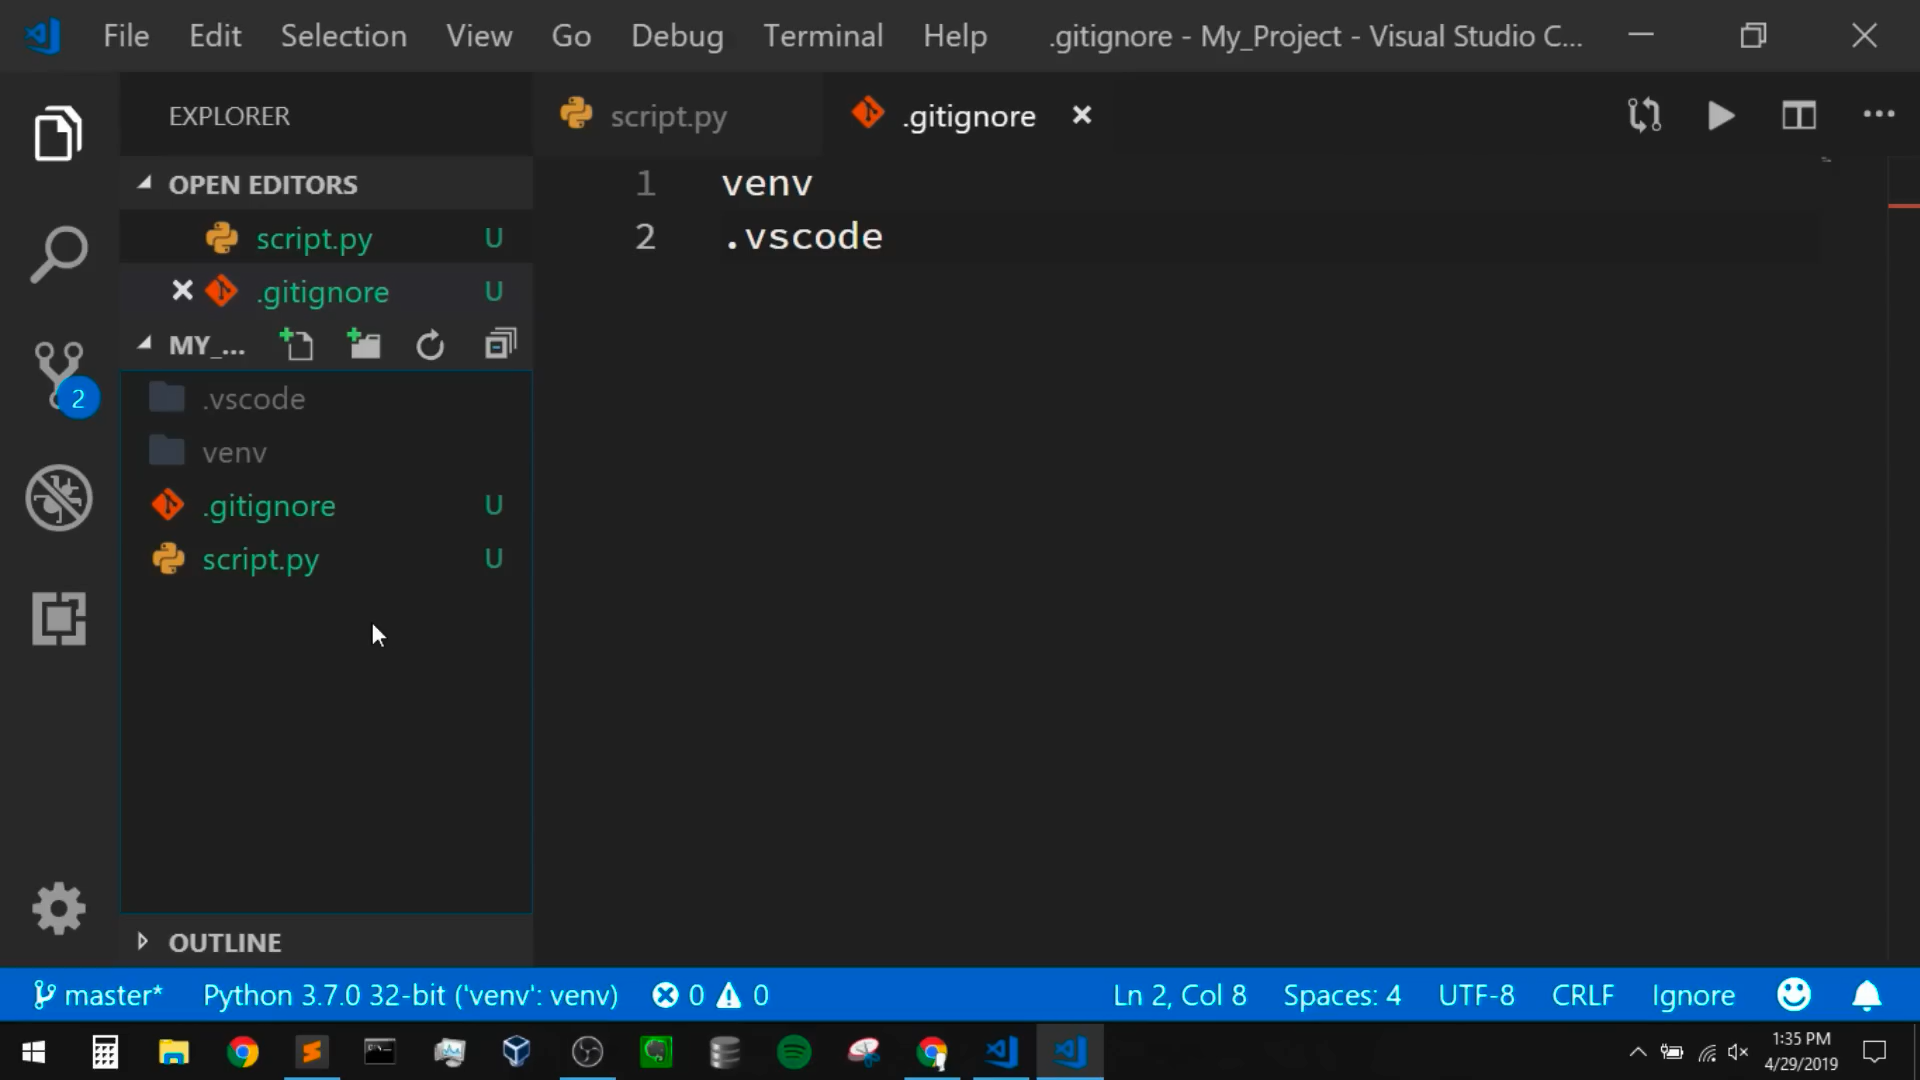 File Edit Selection View Go Debug Terminal Help .gitignore - My_Project - Visual Studio C...
EXPLORER
script.py .gitignore
OPEN EDITORS
script.py U
.gitignore U
MY_...
.vscode
venv
.gitignore U
script.py U
OUTLINE
1 venv
2 .vscode
2
master* Python 3.7.0 32-bit ('venv': venv) 0 0 Ln 2, Col 8 Spaces: 4 UTF-8 CRLF Ignore
1:35 PM
4/29/2019